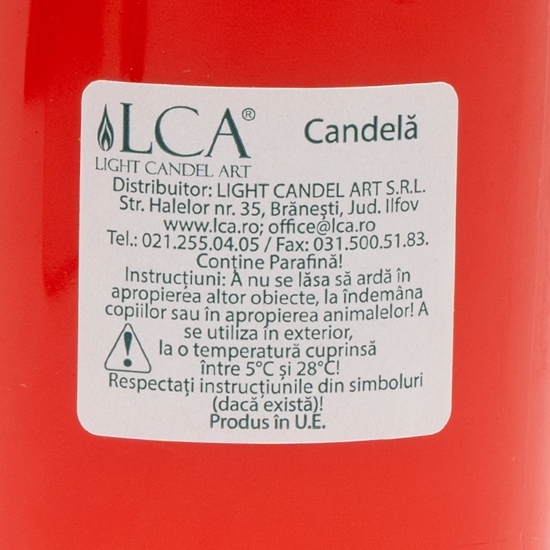 LCA®
LIGHT CANDEL ART
Candelă
Distribuitor: LIGHT CANDEL ART S.R.L.
Str. Halelor nr. 35, Brănești, Jud. Ilfov
www.lca.ro; office@lca.ro
Tel.: 021.255.04.05 / Fax: 031.500.51.83.
Conține Parafină!
Instrucțiuni: A nu se lăsa să ardă în
apropierea altor obiecte, la îndemâna
copiilor sau în apropierea animalelor! A
se utiliza în exterior,
la o temperatură cuprinsă
între 5°C și 28°C!
Respectați instrucțiunile din simboluri
(dacă există)!
Produs în U.E.